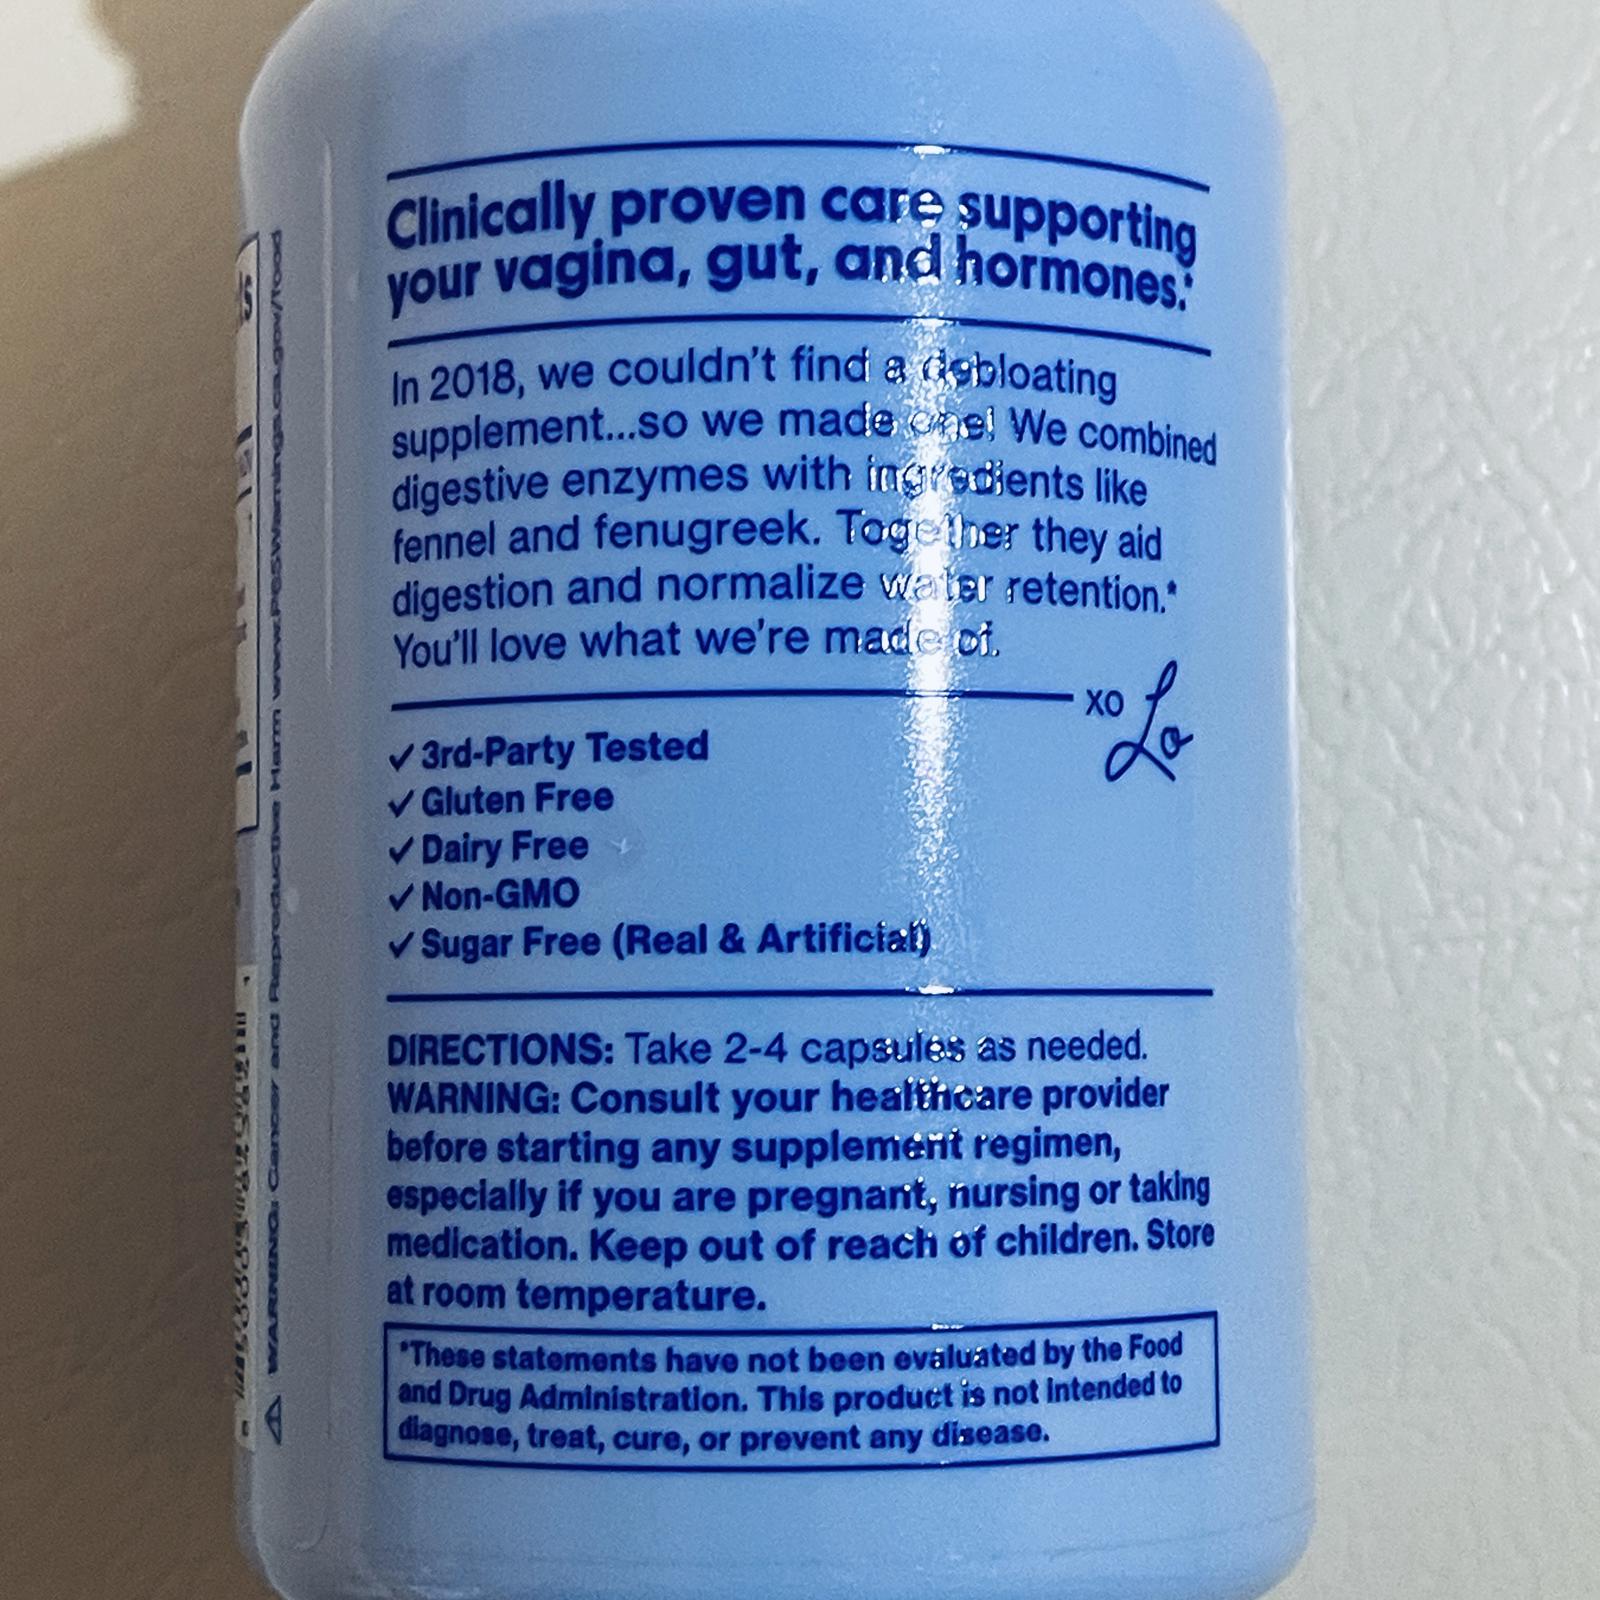 Clinically proven care supporting
your vagina, gut, and hormones.*
In 2018, we couldn't find a debloating
supplement...so we made one! We combined
digestive enzymes with ingredients like
fennel and fenugreek. Together they aid
digestion and normalize water retention.*
You'll love what we're made of.
xo Lo
✓ 3rd-Party Tested
✓ Gluten Free
✓ Dairy Free
✓ Non-GMO
✓ Sugar Free (Real & Artificial)
DIRECTIONS: Take 2-4 capsules as needed.
WARNING: Consult your healthcare provider
before starting any supplement regimen,
especially if you are pregnant, nursing or taking
medication. Keep out of reach of children. Store
at room temperature.
*These statements have not been evaluated by the Food
and Drug Administration. This product is not intended to
diagnose, treat, cure, or prevent any disease.
⚠ WARNING: Cancer and Reproductive Harm www.P65Warnings.ca.gov/food